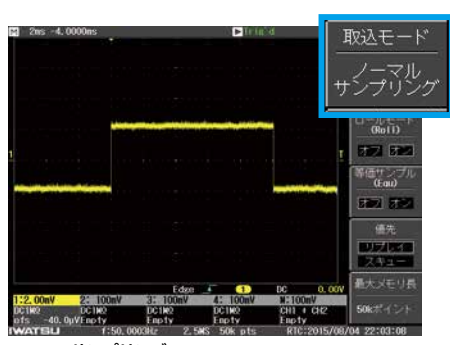 M 2ms -4.0000ms Trig'd
取込モード
ノーマル
サンプリング
ロールモード
(Roll)
オフ オン
等価サンプル
(Equ)
オフ オン
優先
リプレイ
スキュー
最大メモリ長
50kポイント
1
T
Edge 1 DC 0.00V
1:2.00mV 2: 100mV 3: 100mV 4: 100mV M:100mV
DC1MΩ DC1MΩ DC1MΩ DC1MΩ CH1 + CH2
ofs -40.0μV Empty Empty Empty
IWATSU f:50.0003Hz 2.5MS 50k pts RTC:2015/08/04 22:03:08